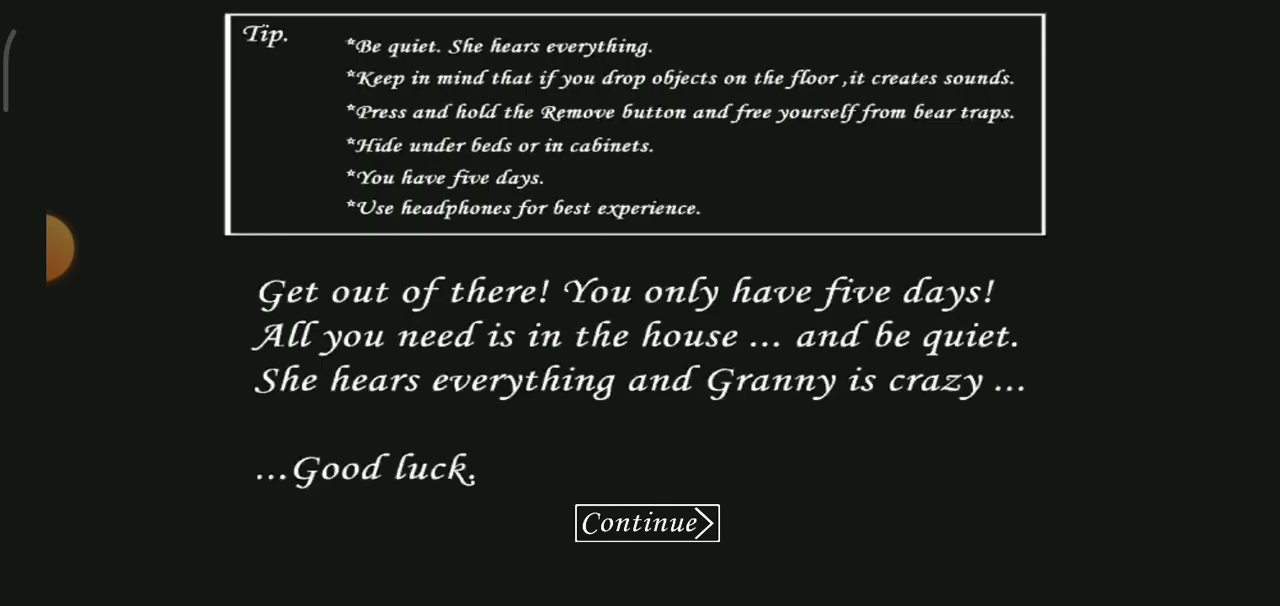 Tip.
*Be quiet. She hears everything.
*Keep in mind that if you drop objects on the floor ,it creates sounds.
*Press and hold the Remove button and free yourself from bear traps.
*Hide under beds or in cabinets.
*You have five days.
*Use headphones for best experience.
Get out of there! You only have five days!
All you need is in the house ... and be quiet.
She hears everything and Granny is crazy ...
...Good luck.
Continue